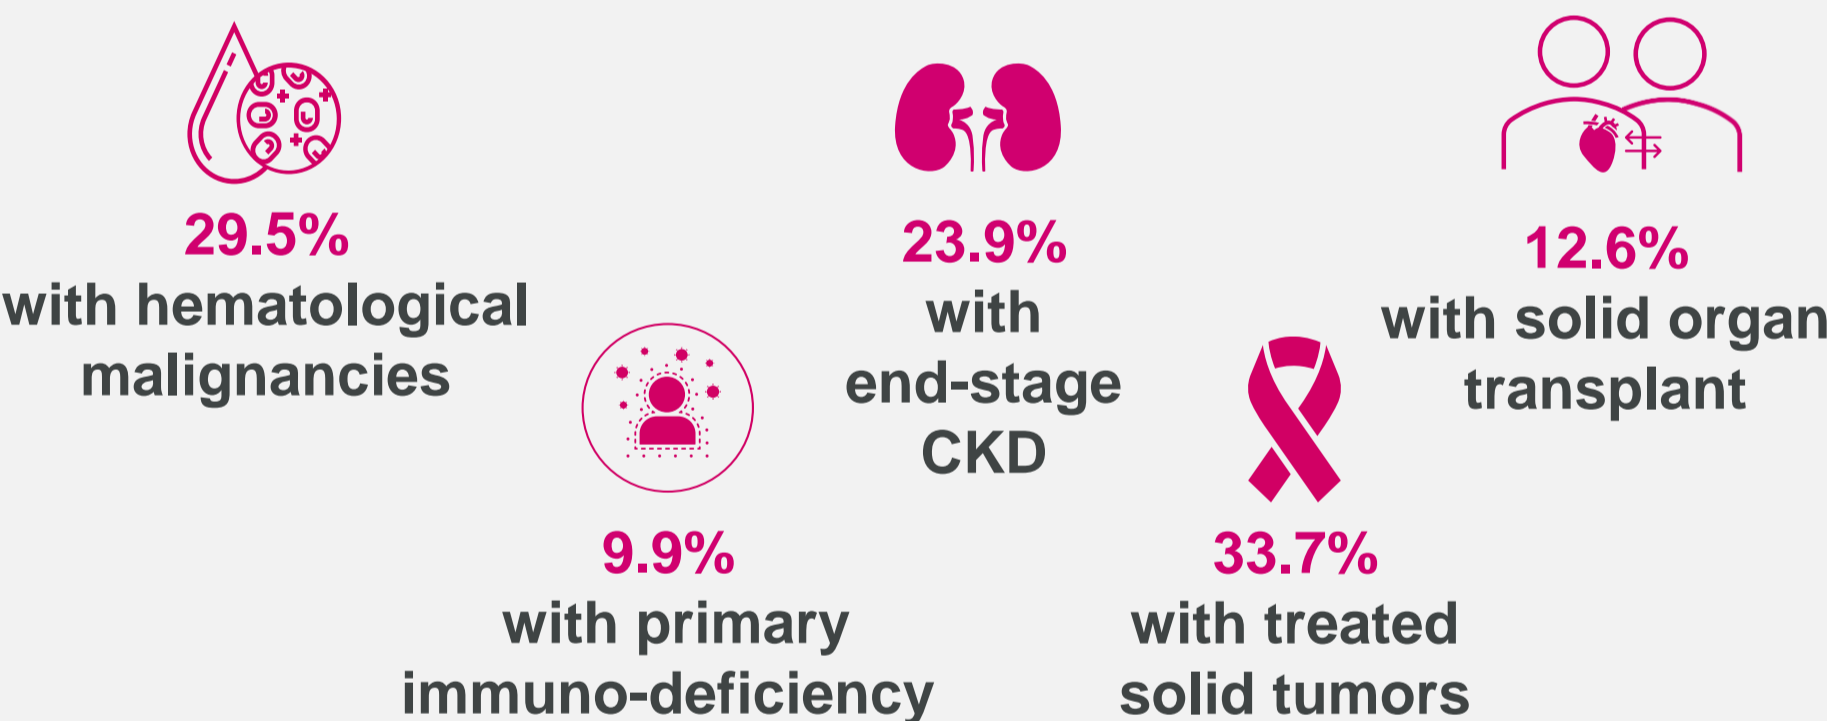 29.5%
with hematological
malignancies
9.9%
with primary
immuno-deficiency
23.9%
with
end-stage
CKD
33.7%
with treated
solid tumors
12.6%
with solid organ
transplant